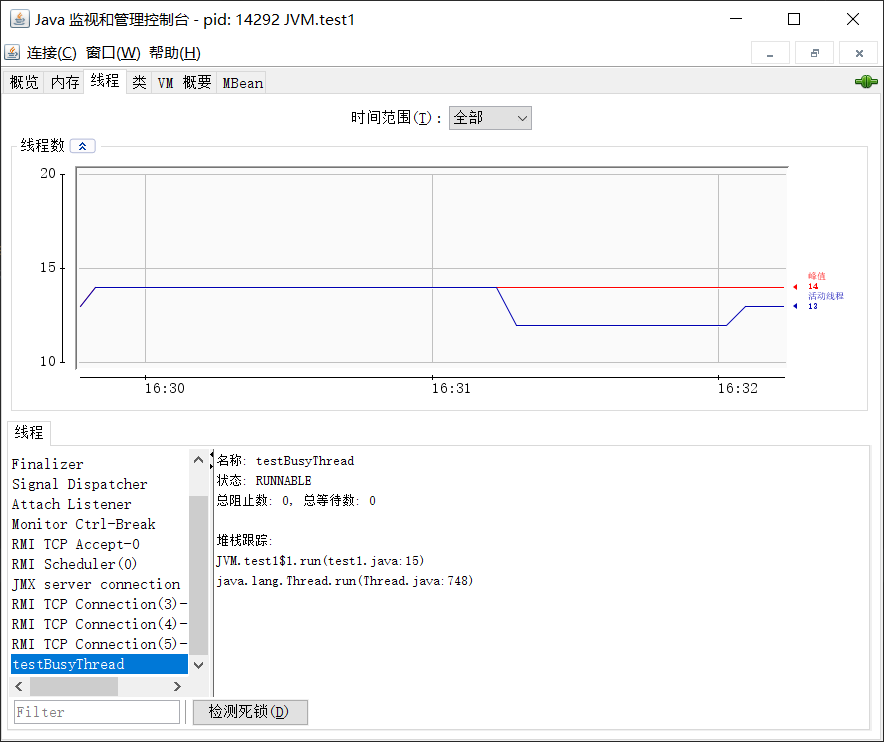 Java 监视和管理控制台 - pid: 14292 JVM.test1
连接(C) 窗口(W) 帮助(H)
概览 内存 线程 类 VM 概要 MBean
时间范围(T): 全部
线程数
20
15
10
峰值
14
活动线程
13
16:30 16:31 16:32
线程
Finalizer
Signal Dispatcher
Attach Listener
Monitor Ctrl-Break
RMI TCP Accept-0
RMI Scheduler(0)
JMX server connection
RMI TCP Connection(3)-
RMI TCP Connection(4)-
RMI TCP Connection(5)-
testBusyThread
名称: testBusyThread
状态: RUNNABLE
总阻止数: 0, 总等待数: 0
堆栈跟踪:
JVM.test1$1.run(test1.java:15)
java.lang.Thread.run(Thread.java:748)
Filter
检测死锁(D)